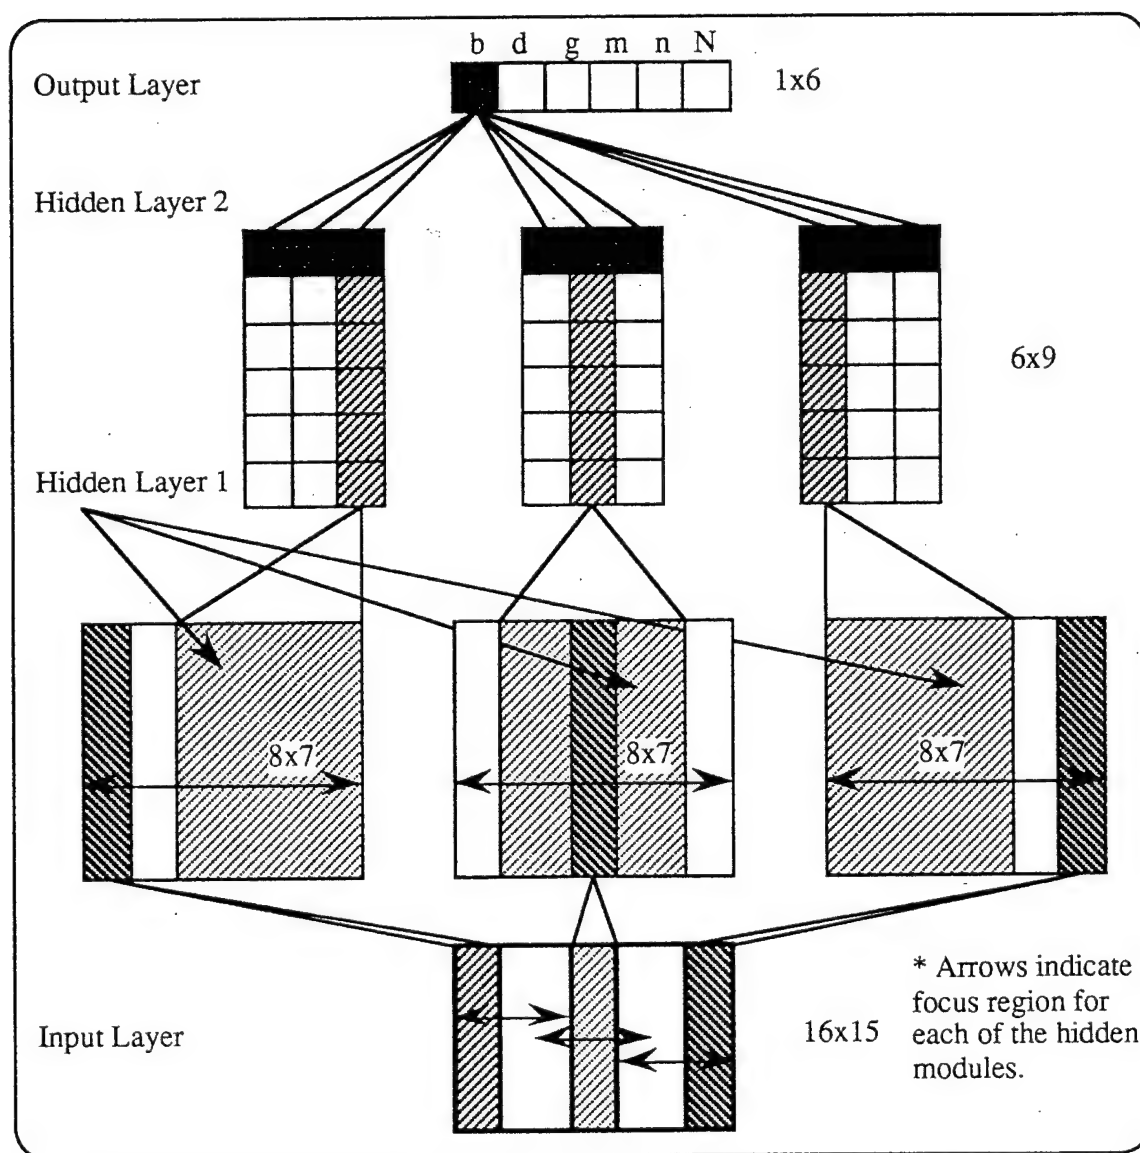 b d g m n N
Output Layer
1x6
Hidden Layer 2
6x9
Hidden Layer 1
8x7
8x7
8x7
* Arrows indicate
focus region for
each of the hidden
modules.
Input Layer
16x15